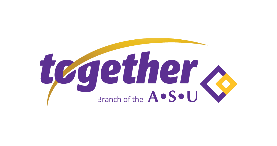 together
Branch of the A•S•U